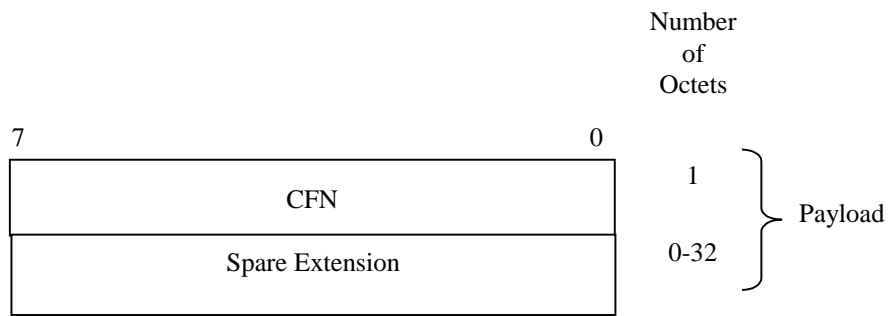 Number
of
Octets
7 0
CFN 1
Payload
Spare Extension 0-32